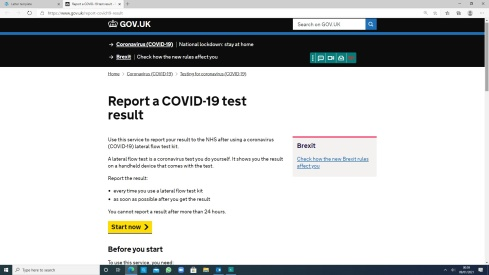 Report a COVID-19 test result
https://www.gov.uk/report-covid19-result
GOV.UK
Search on GOV.UK
→ Coronavirus (COVID-19) | National lockdown: stay at home
→ Brexit | Check how the new rules affect you
Home > Coronavirus (COVID-19) > Testing for coronavirus (COVID-19)
Report a COVID-19 test
result
Use this service to report your result to the NHS after using a coronavirus
(COVID-19) lateral flow test kit.
A lateral flow test is a coronavirus test you do yourself. It shows you the result
on a handheld device that comes with the test.
Report the result:
• every time you use a lateral flow test kit
• as soon as possible after you get the result
You cannot report a result after more than 24 hours.
Start now >
Before you start
To use this service, you need:
Brexit
Check how the new Brexit rules
affect you
Type here to search